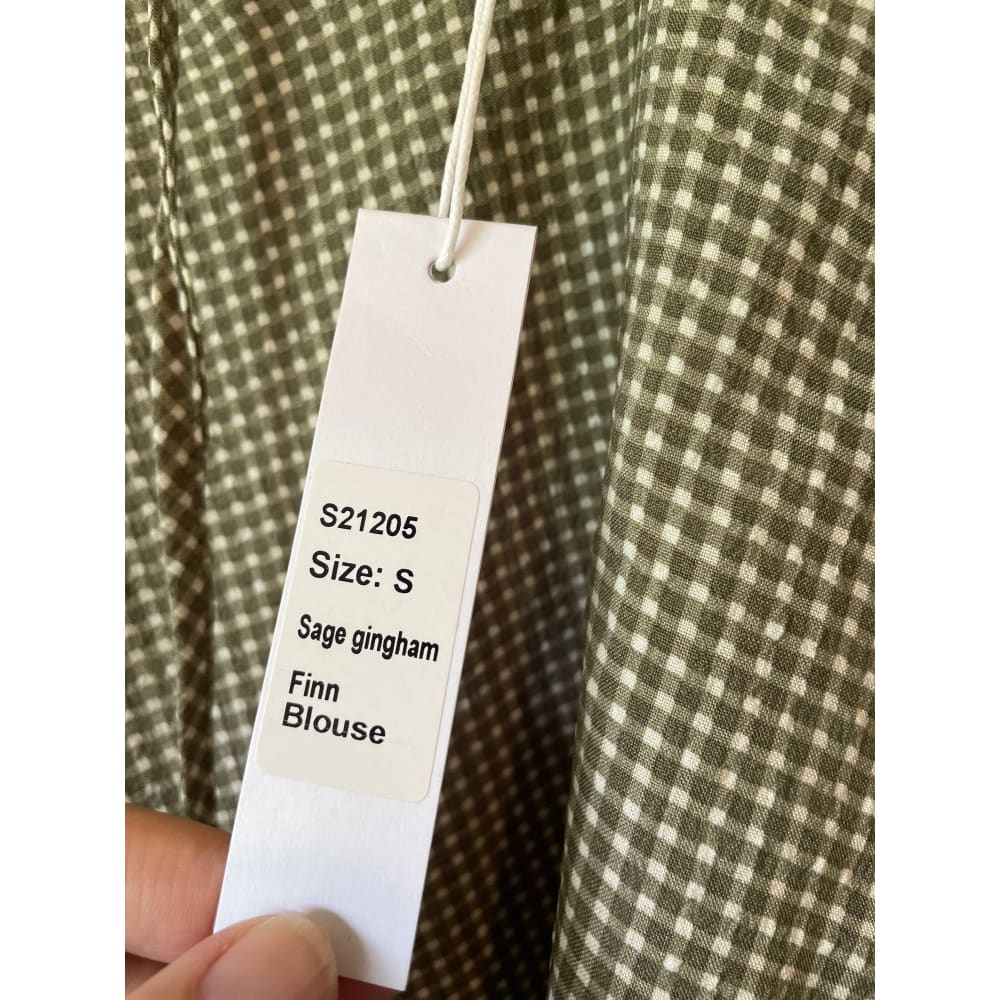 S21205
Size: S
Sage gingham
Finn
Blouse